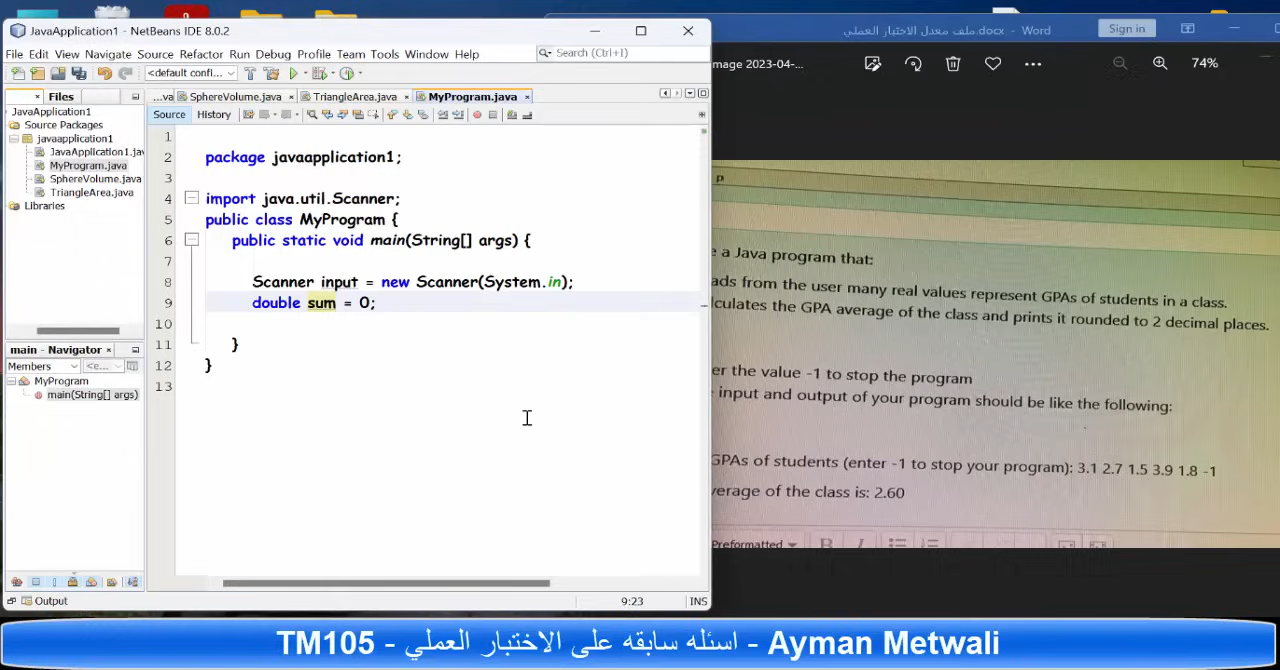 JavaApplication1 - NetBeans IDE 8.0.2
File Edit View Navigate Source Refactor Run Debug Profile Team Tools Window Help
Search (Ctrl+I)
<default confi...
Files
...va SphereVolume.java TriangleArea.java MyProgram.java
Source History
JavaApplication1
Source Packages
javaapplication1
JavaApplication1.jav
MyProgram.java
SphereVolume.java
TriangleArea.java
Libraries
1
2 package javaapplication1;
3
4 import java.util.Scanner;
5 public class MyProgram {
6 public static void main(String[] args) {
7
8 Scanner input = new Scanner(System.in);
9 double sum = 0;
10
11 }
12 }
13
main - Navigator
Members <e...
MyProgram
main(String[] args)
Output
9:23 INS
ملف معدل الاختبار العملي.docx - Word
Sign in
mage 2023-04-...
74%
p
e a Java program that:
ads from the user many real values represent GPAs of students in a class.
lculates the GPA average of the class and prints it rounded to 2 decimal places.
er the value -1 to stop the program
input and output of your program should be like the following:
GPAs of students (enter -1 to stop your program): 3.1 2.7 1.5 3.9 1.8 -1
verage of the class is: 2.60
Preformatted B I
TM105 - اسئله سابقه على الاختبار العملي - Ayman Metwali